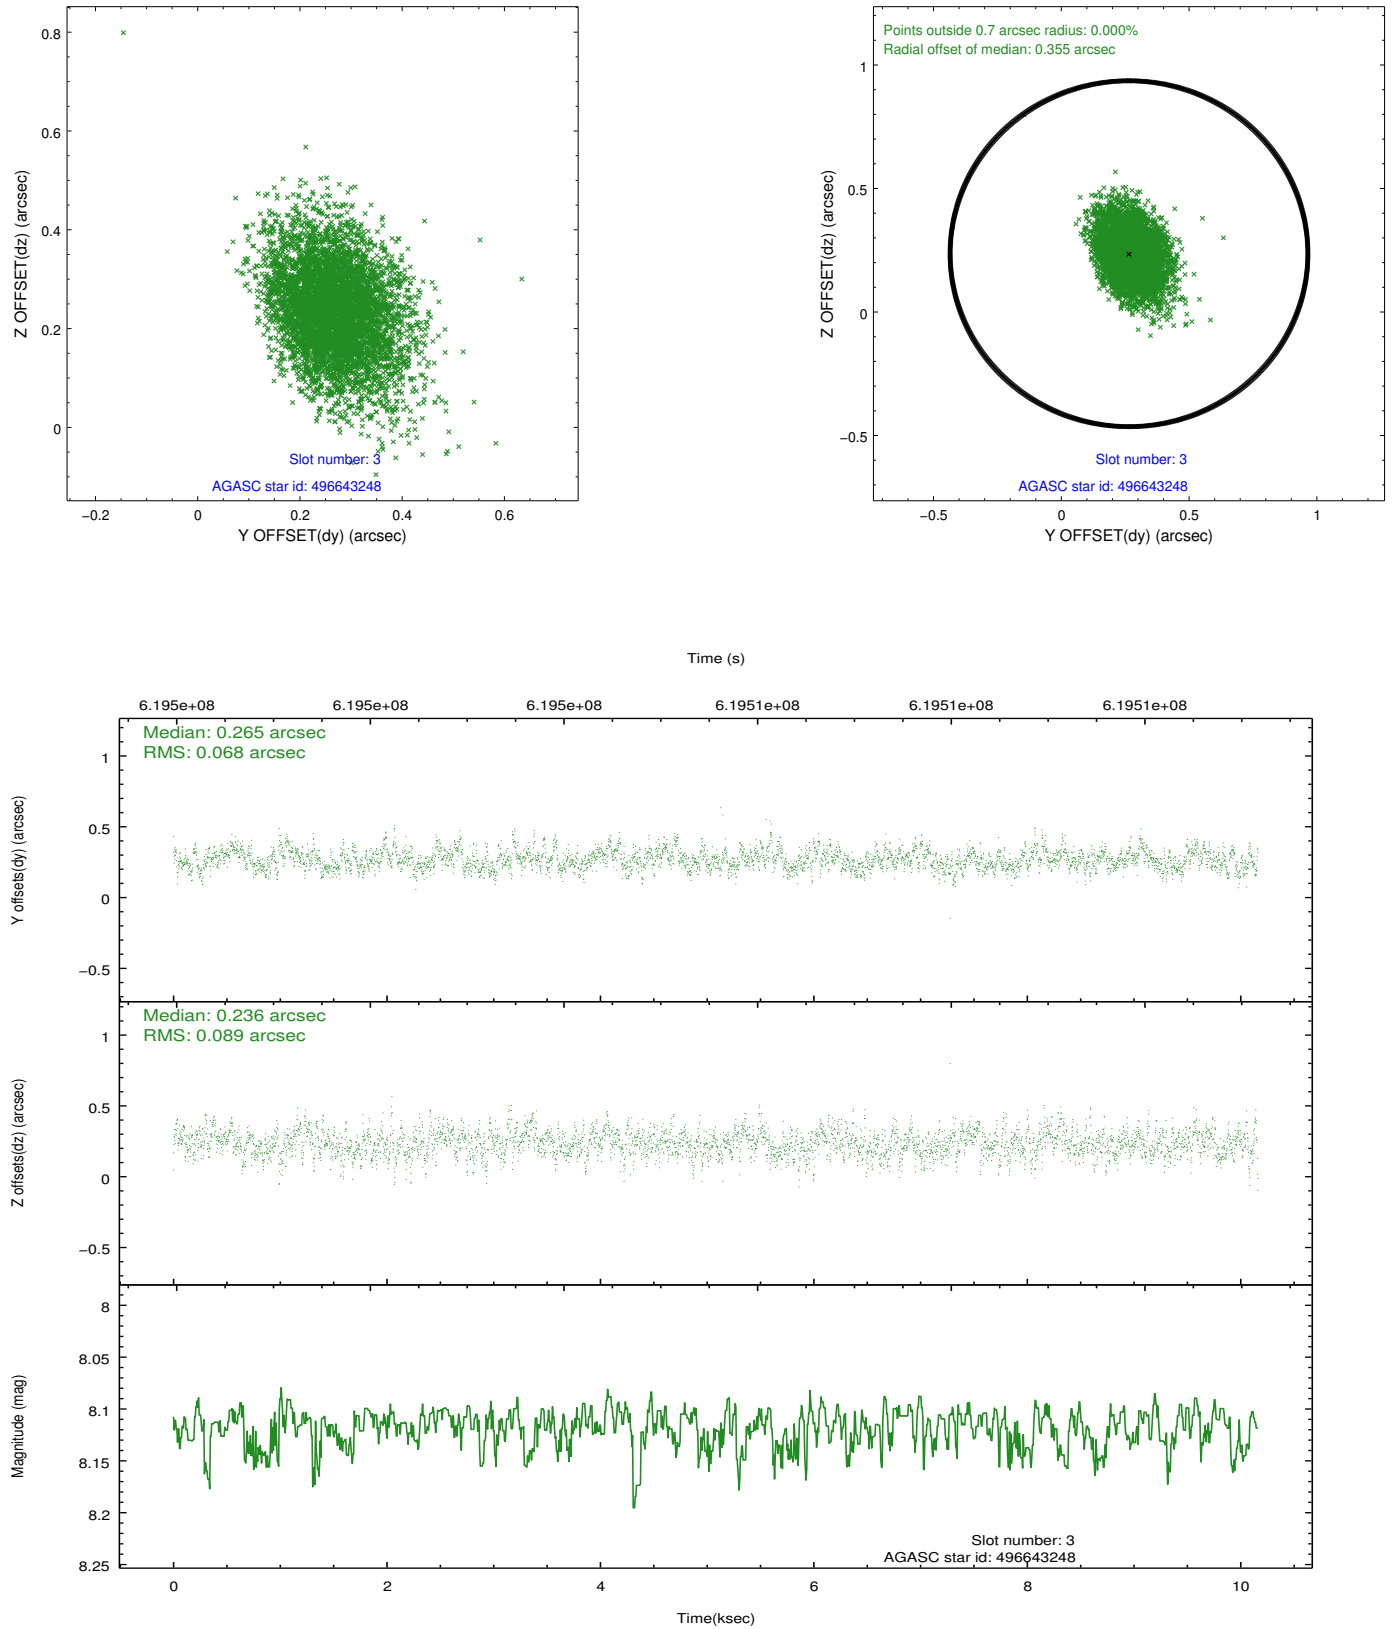 0.8
0.6
0.4
0.2
0
Z OFFSET(dz) (arcsec)
Slot number: 3
AGASC star id: 496643248
−0.2 0 0.2 0.4 0.6
Y OFFSET(dy) (arcsec)
Points outside 0.7 arcsec radius: 0.000%
Radial offset of median: 0.355 arcsec
1
0.5
0
−0.5
Z OFFSET(dz) (arcsec)
Slot number: 3
AGASC star id: 496643248
−0.5 0 0.5 1
Y OFFSET(dy) (arcsec)
Time (s)
6.195e+08 6.195e+08 6.195e+08 6.1951e+08 6.1951e+08 6.1951e+08
Median: 0.265 arcsec
RMS: 0.068 arcsec
1
0.5
0
−0.5
Y offsets(dy) (arcsec)
Median: 0.236 arcsec
RMS: 0.089 arcsec
1
0.5
0
−0.5
Z offsets(dz) (arcsec)
8
8.05
8.1
8.15
8.2
8.25
Magnitude (mag)
Slot number: 3
AGASC star id: 496643248
0 2 4 6 8 10
Time(ksec)